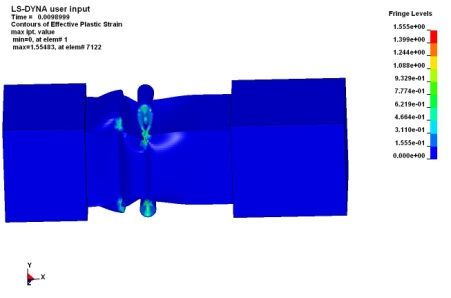 LS-DYNA user input
Time = 0.0098999
Contours of Effective Plastic Strain
max ipt. value
min=0, at elem# 1
max=1.55483, at elem# 7122
Fringe Levels
1.555e+00
1.399e+00
1.244e+00
1.088e+00
9.329e-01
7.774e-01
6.219e-01
4.664e-01
3.110e-01
1.555e-01
0.000e+00
Y
X
Z